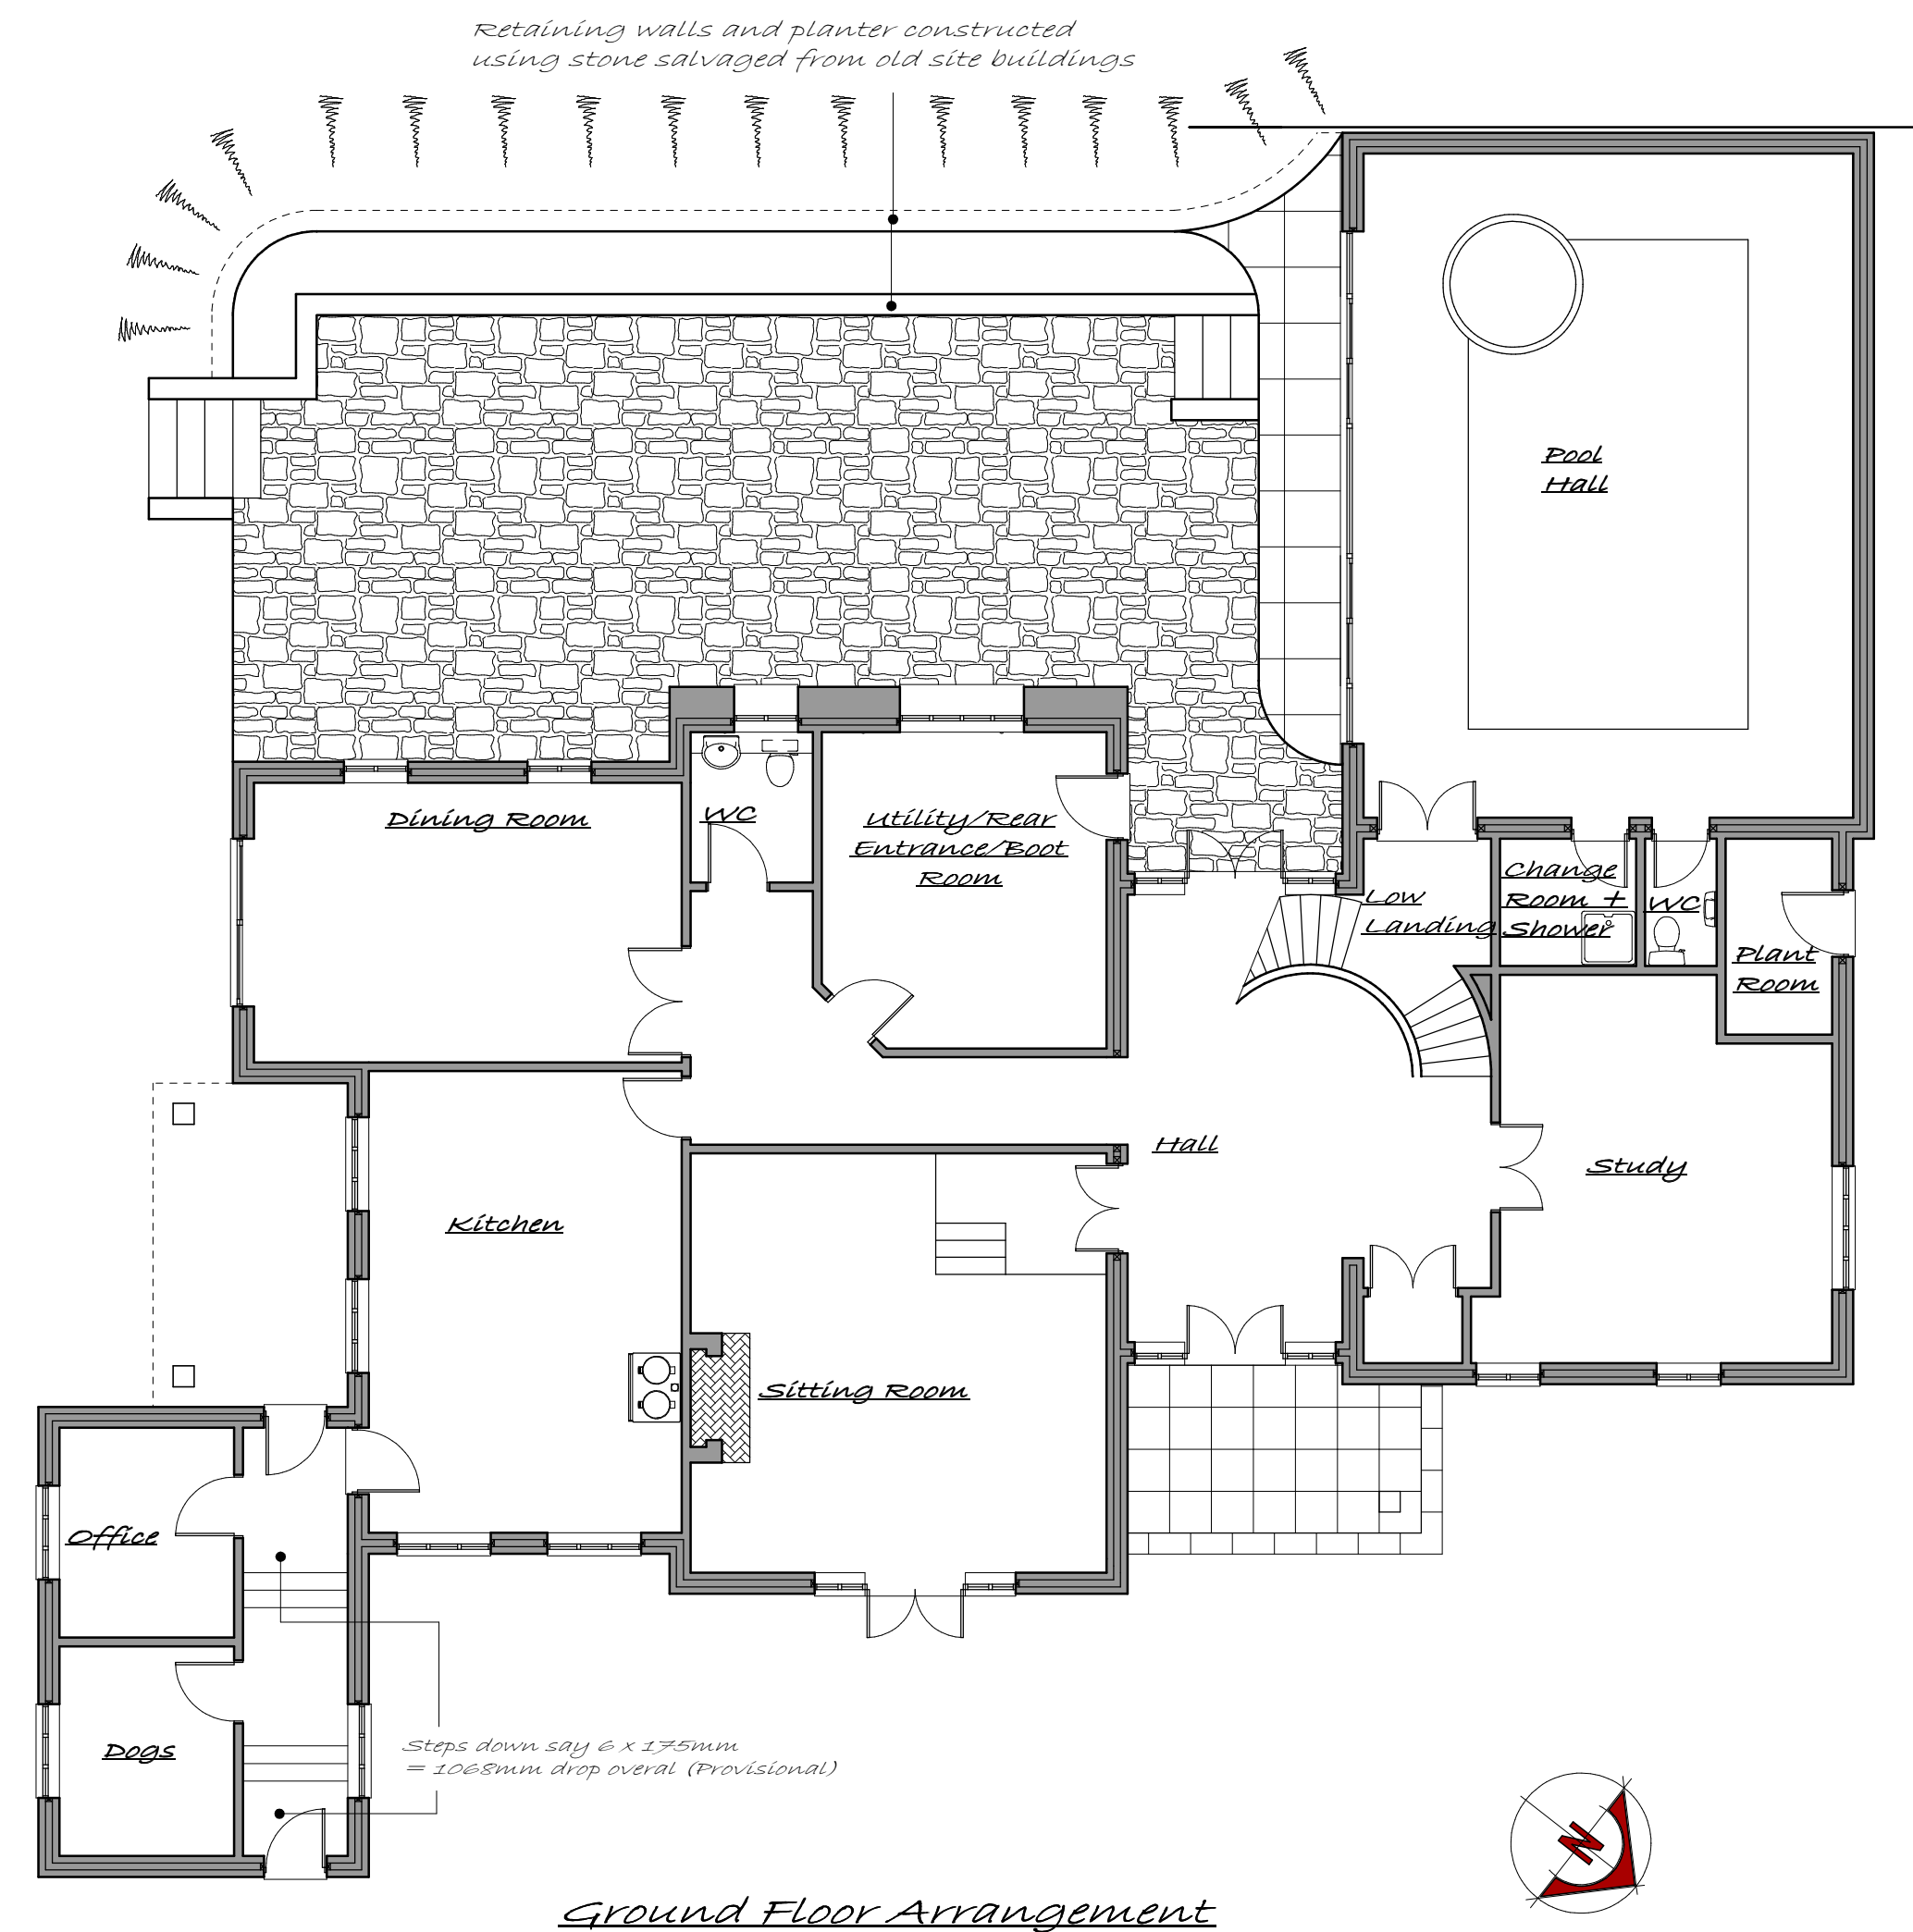 Retaining walls and planter constructed
using stone salvaged from old site buildings
Pool
Hall
Dining Room
WC
Utility/Rear
Entrance/Boot
Room
Low
Landing
Change
Room +
Shower
WC
Plant
Room
Hall
Study
Kitchen
Sitting Room
Office
Dogs
Steps down say 6 x 175mm
= 1068mm drop overal (Provisional)
N
Ground Floor Arrangement